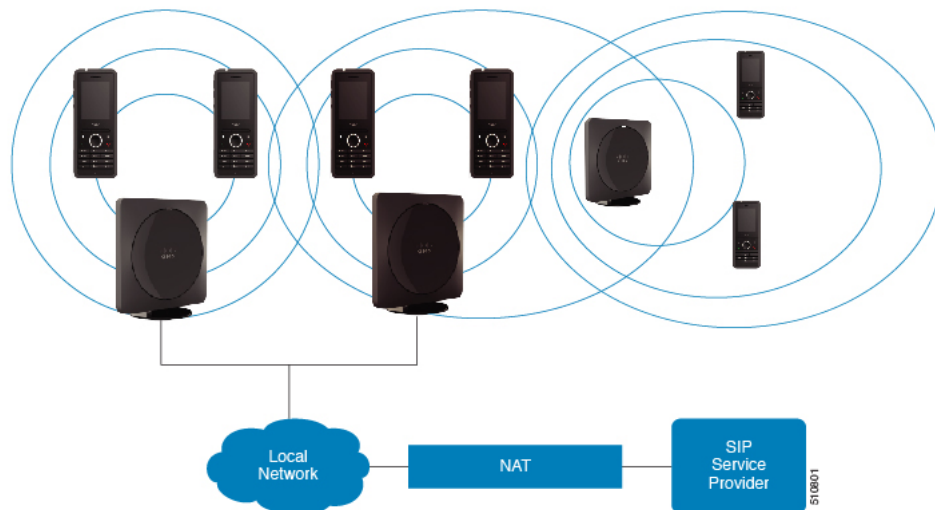 Local
Network
NAT
SIP
Service
Provider
510801